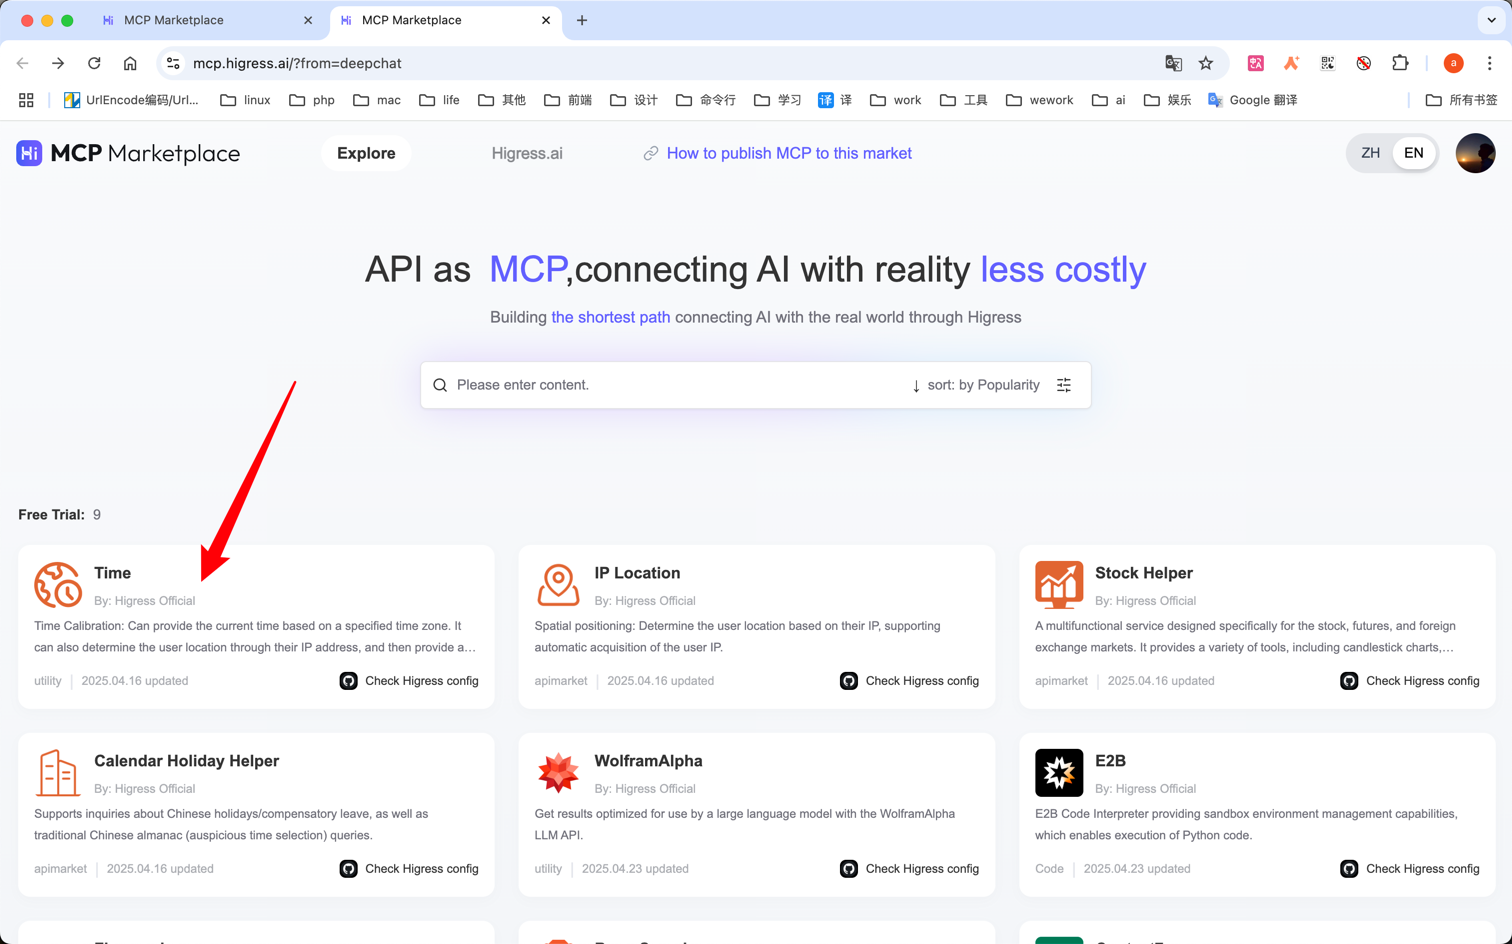 MCP Marketplace
MCP Marketplace
mcp.higress.ai/?from=deepchat
a
UrlEncode编码/Url...
linux
php
mac
life
其他
前端
设计
命令行
学习
译 译
work
工具
wework
ai
娱乐
Google 翻译
所有书签
Hi MCP Marketplace
Explore
Higress.ai
How to publish MCP to this market
ZH
EN
API as MCP,connecting AI with reality less costly
Building the shortest path connecting AI with the real world through Higress
Please enter content.
↓ sort: by Popularity
Free Trial: 9
Time
By: Higress Official
Time Calibration: Can provide the current time based on a specified time zone. It
can also determine the user location through their IP address, and then provide a…
utility | 2025.04.16 updated
Check Higress config
IP Location
By: Higress Official
Spatial positioning: Determine the user location based on their IP, supporting
automatic acquisition of the user IP.
apimarket | 2025.04.16 updated
Check Higress config
Stock Helper
By: Higress Official
A multifunctional service designed specifically for the stock, futures, and foreign
exchange markets. It provides a variety of tools, including candlestick charts,…
apimarket | 2025.04.16 updated
Check Higress config
Calendar Holiday Helper
By: Higress Official
Supports inquiries about Chinese holidays/compensatory leave, as well as
traditional Chinese almanac (auspicious time selection) queries.
apimarket | 2025.04.16 updated
Check Higress config
WolframAlpha
By: Higress Official
Get results optimized for use by a large language model with the WolframAlpha
LLM API.
utility | 2025.04.23 updated
Check Higress config
E2B
By: Higress Official
E2B Code Interpreter providing sandbox environment management capabilities,
which enables execution of Python code.
Code | 2025.04.23 updated
Check Higress config